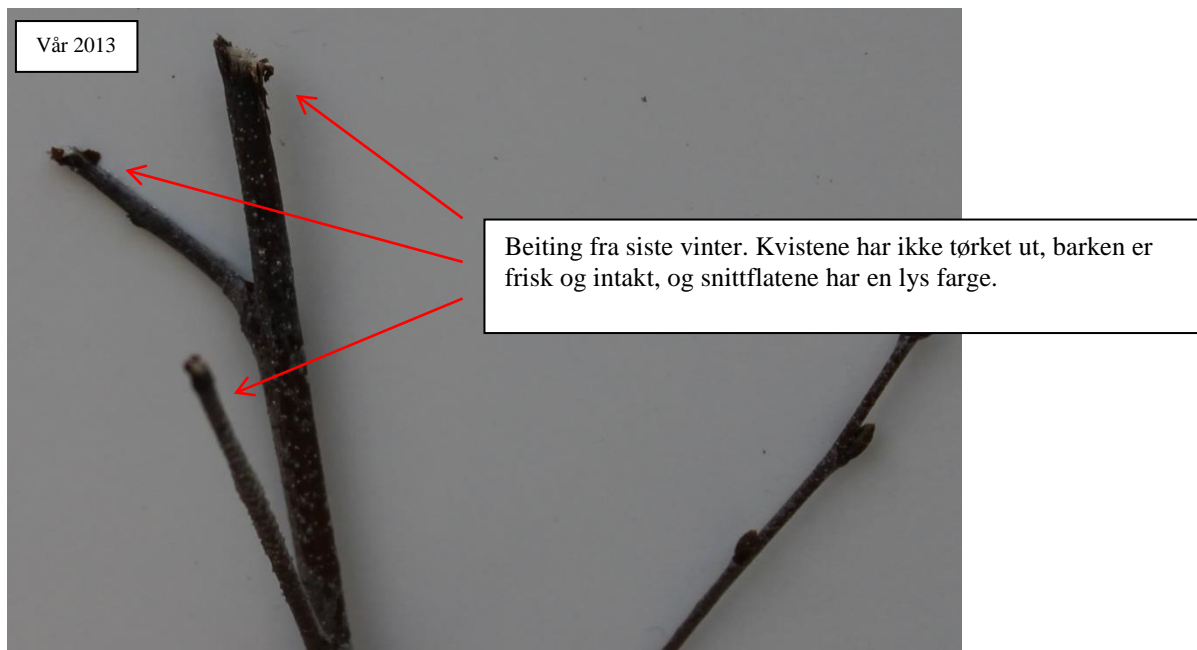 Vår 2013
Beiting fra siste vinter. Kvistene har ikke tørket ut, barken er
frisk og intakt, og snittflatene har en lys farge.